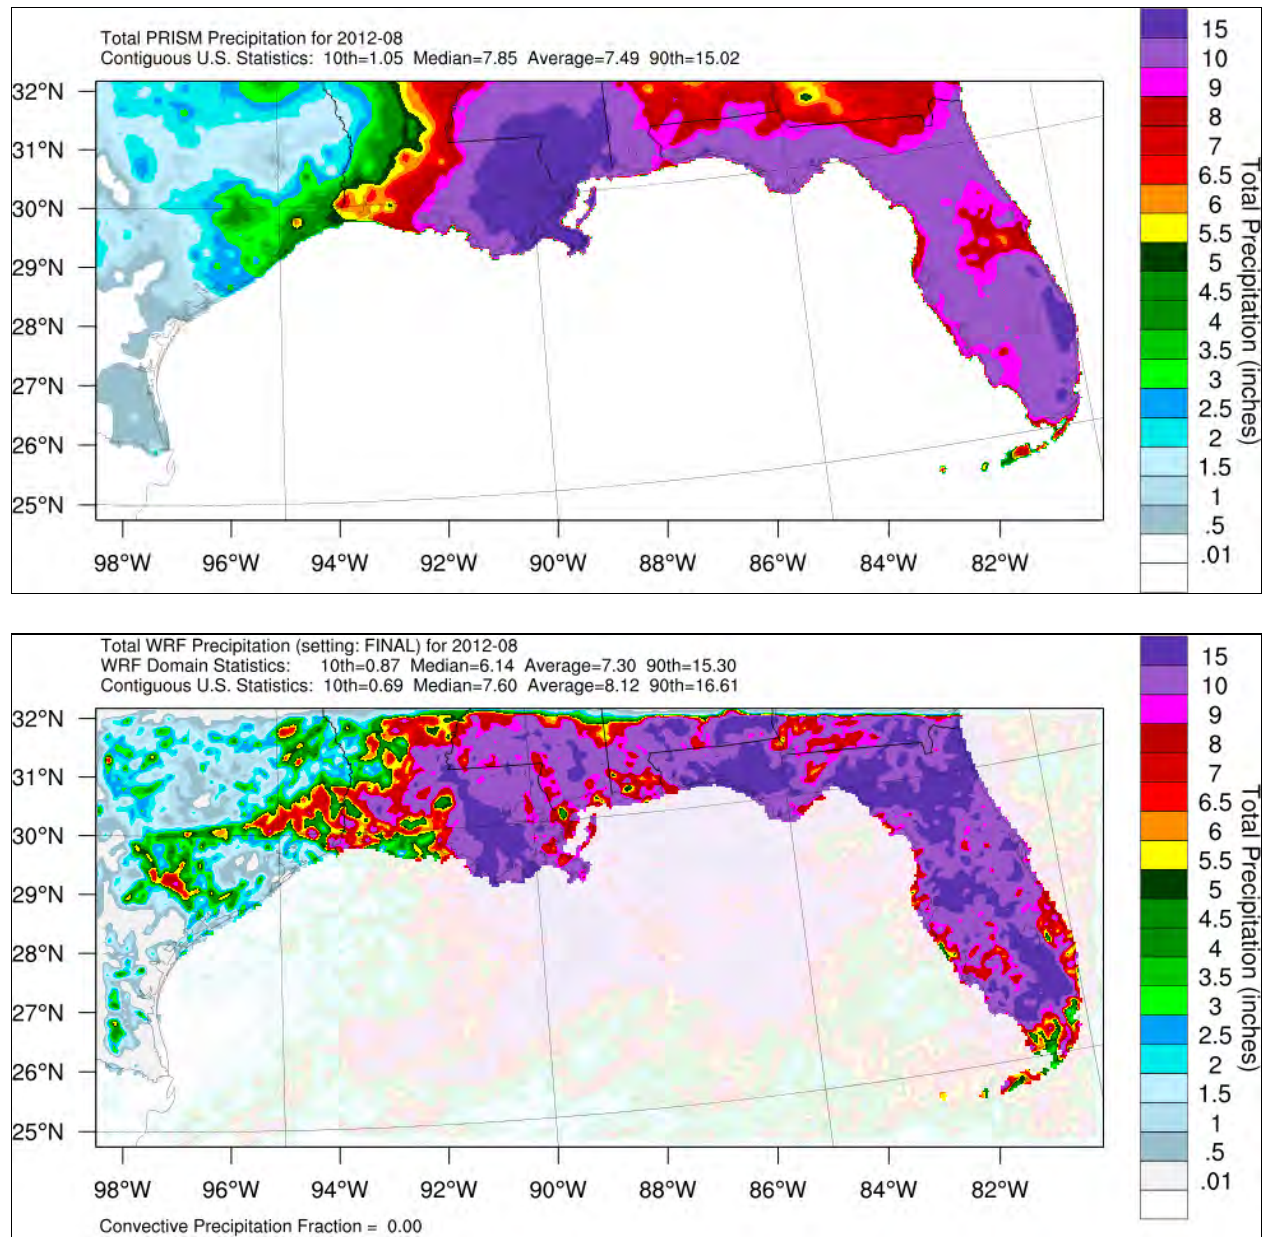 Total PRISM Precipitation for 2012-08
Contiguous U.S. Statistics: 10th=1.05 Median=7.85 Average=7.49 90th=15.02
32°N
31°N
30°N
29°N
28°N
27°N
26°N
25°N
98°W 96°W 94°W 92°W 90°W 88°W 86°W 84°W 82°W
15
10
9
8
7
6.5
6
5.5
5
4.5
4
3.5
3
2.5
2
1.5
1
.5
.01
Total Precipitation (inches)
Total WRF Precipitation (setting: FINAL) for 2012-08
WRF Domain Statistics: 10th=0.87 Median=6.14 Average=7.30 90th=15.30
Contiguous U.S. Statistics: 10th=0.69 Median=7.60 Average=8.12 90th=16.61
32°N
31°N
30°N
29°N
28°N
27°N
26°N
25°N
98°W 96°W 94°W 92°W 90°W 88°W 86°W 84°W 82°W
Convective Precipitation Fraction = 0.00
15
10
9
8
7
6.5
6
5.5
5
4.5
4
3.5
3
2.5
2
1.5
1
.5
.01
Total Precipitation (inches)